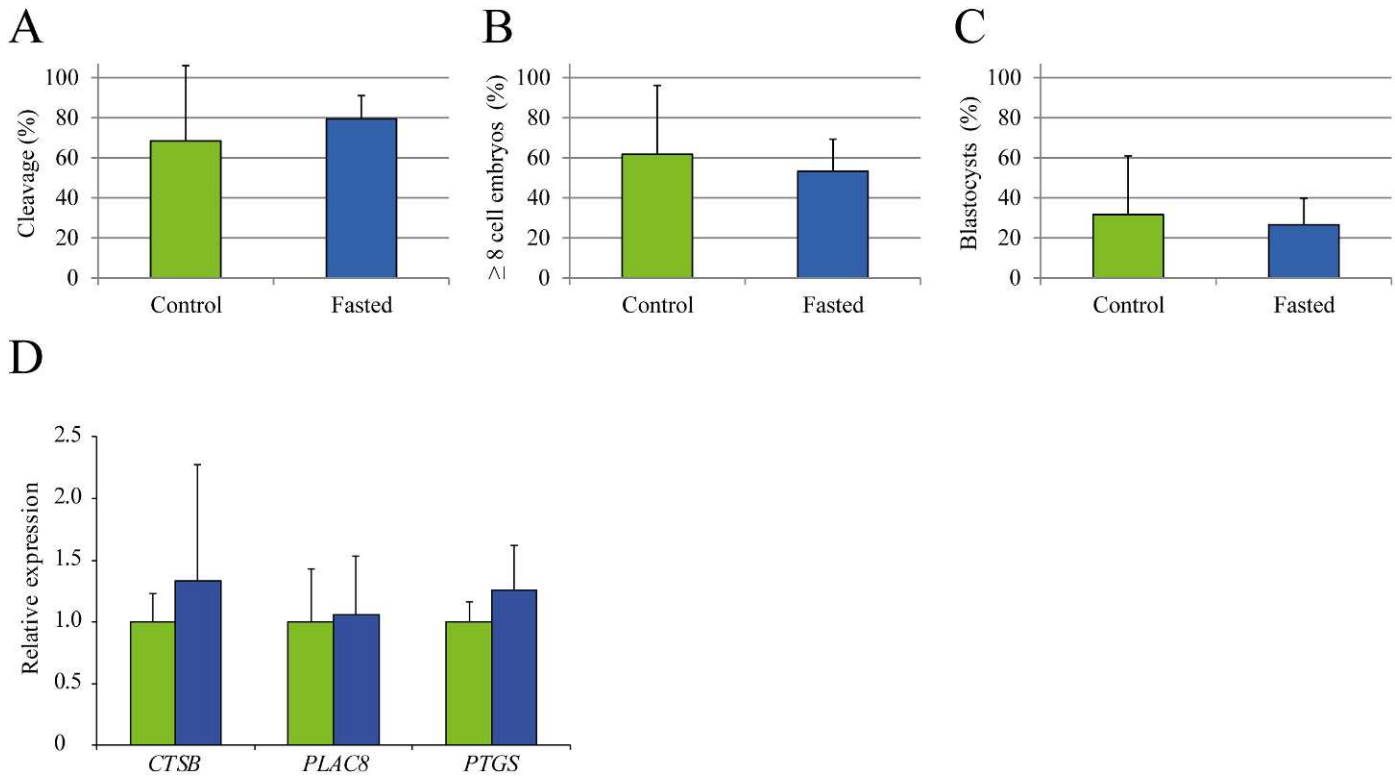 A
Cleavage (%)
100
80
60
40
20
0
Control Fasted
B
≥ 8 cell embryos (%)
100
80
60
40
20
0
Control Fasted
C
Blastocysts (%)
100
80
60
40
20
0
Control Fasted
D
Relative expression
2.5
2.0
1.5
1.0
0.5
0
CTSB PLAC8 PTGS